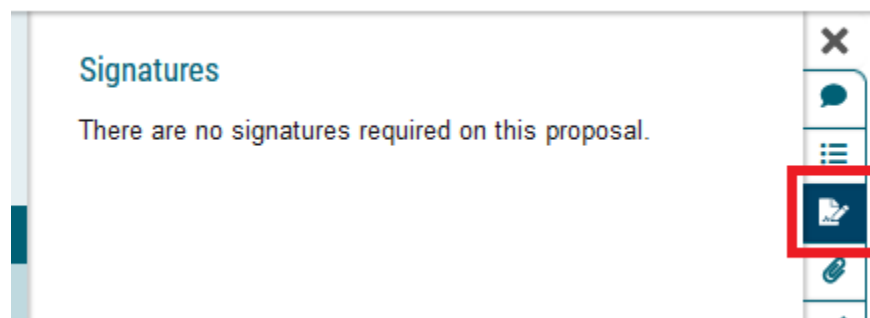 Signatures
There are no signatures required on this proposal.